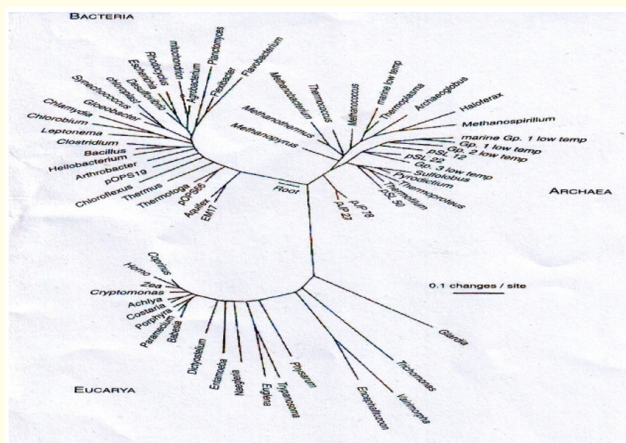 BACTERIA
Chloroflexus
pOPS19
Arthrobacter
Heliobacterium
Bacillus
Clostridium
Leptonema
Chlorobium
Chlamydia
Gloeobacter
Synechococcus
Chloroplast
Escherichia
Rhodocyclus
mitochondrion
Agrobacterium
Planctomyces
Flexibacter
Flavobacterium
Thermus
Thermotoga
pOPS66
Aquifex
EM17
Root
Methanopyrus
Methanothermus
Methanobacterium
Thermococcus
Methanococcus
marine low temp
Thermoplasma
Archaeoglobus
Haloferax
Methanospirillum
marine Gp. 1 low temp
Gp. 1 low temp
pSL 12
Gp. 2 low temp
pSL 22
Gp. 3 low temp
Sulfolobus
Pyrodictium
Thermoproteus
Thermofilum
pSL 50
pJP 78
pJP 27
ARCHAEA
0.1 changes / site
Coprinus
Homo
Zea
Cryptomonas
Achlya
Costaria
Porphyra
Paramecium
Babesia
Dictyostelium
Entamoeba
Naegleria
Euglena
Trypanosoma
Physarum
Encephalitozoon
Vairimorpha
Trichomonas
Giardia
EUCARYA